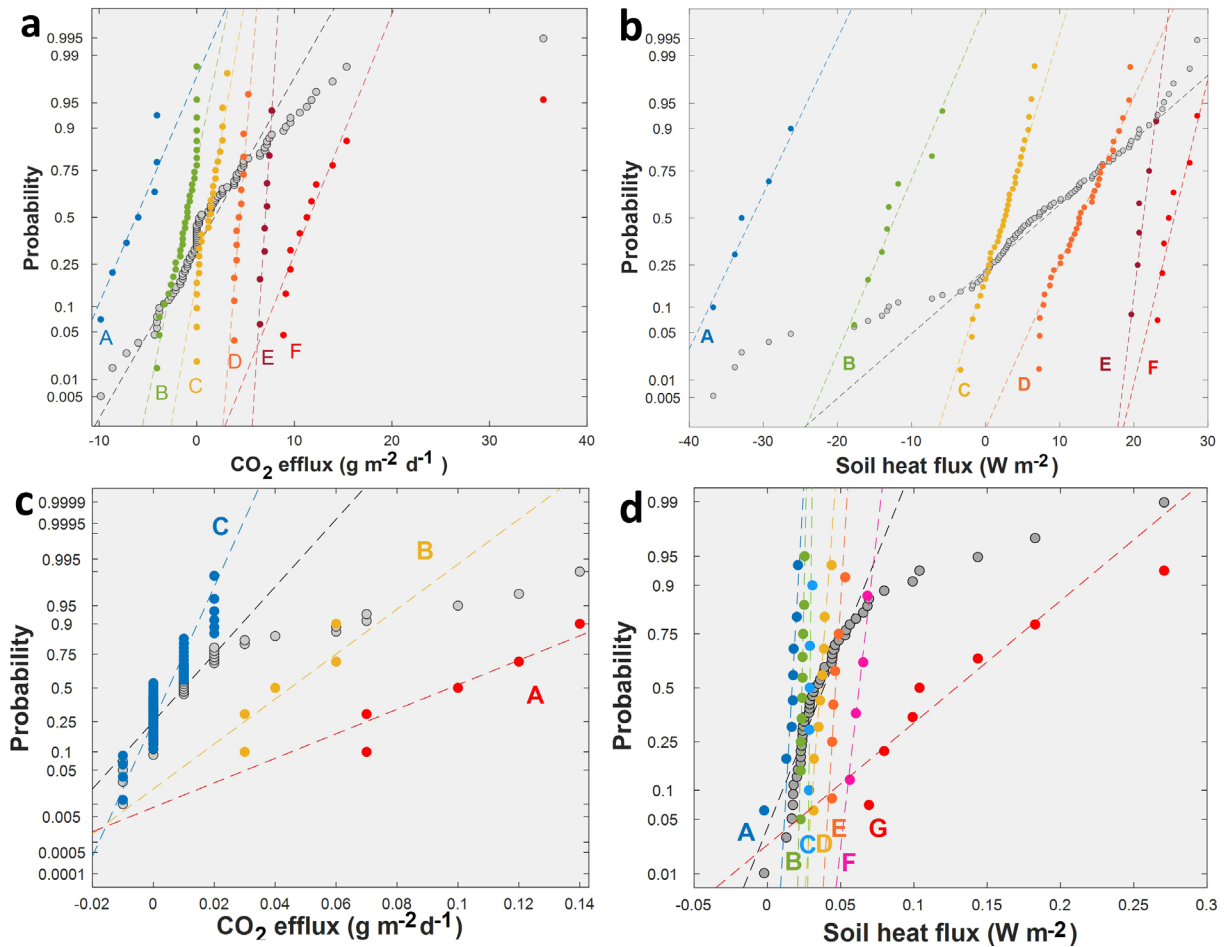 a
0.995
0.99
0.95
0.9
0.75
0.5
0.25
0.1
0.05
0.01
0.005
Probability
A
B
C
D
E
F
-10
0
10
20
30
40
CO2 efflux (g m-2 d-1)
b
0.995
0.99
0.95
0.9
0.75
0.5
0.25
0.1
0.05
0.01
0.005
Probability
A
B
C
D
E
F
-40
-30
-20
-10
0
10
20
30
Soil heat flux (W m-2)
c
0.9999
0.9995
0.995
0.95
0.9
0.75
0.5
0.25
0.1
0.05
0.005
0.0005
0.0001
Probability
C
B
A
-0.02
0
0.02
0.04
0.06
0.08
0.1
0.12
0.14
CO2 efflux (g m-2d-1)
d
0.99
0.95
0.9
0.75
0.5
0.25
0.1
0.05
0.01
Probability
A
B
C
D
E
F
G
-0.05
0
0.05
0.1
0.15
0.2
0.25
0.3
Soil heat flux (W m-2)